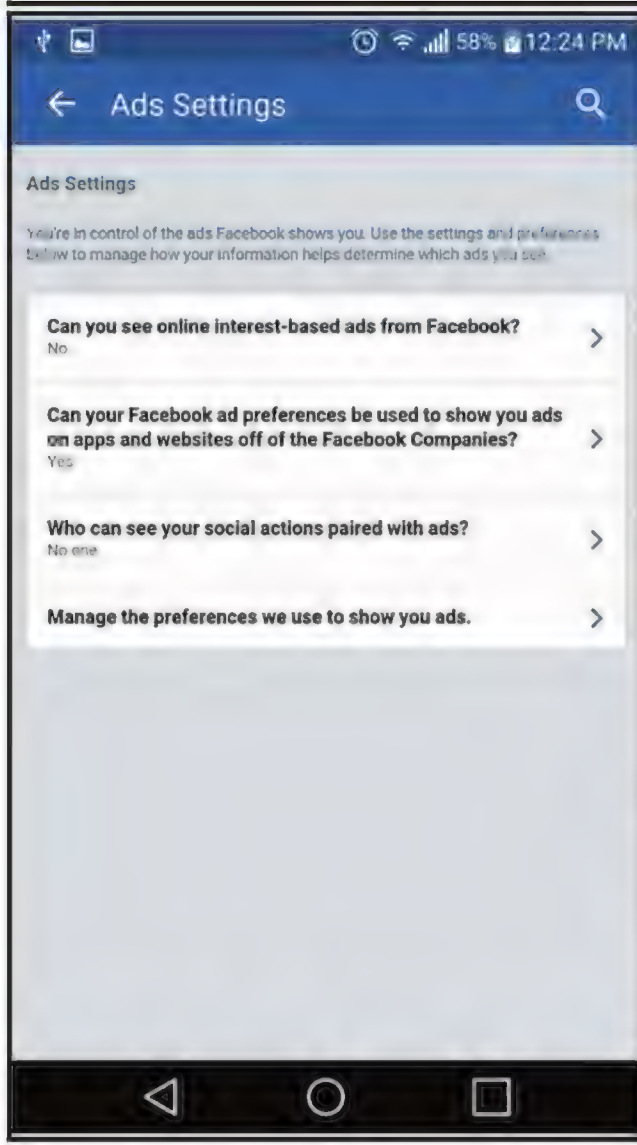 58% 12:24 PM
Ads Settings
Ads Settings
You're in control of the ads Facebook shows you. Use the settings and preferences
below to manage how your information helps determine which ads you see.
Can you see online interest-based ads from Facebook?
No
Can your Facebook ad preferences be used to show you ads
on apps and websites off of the Facebook Companies?
Yes
Who can see your social actions paired with ads?
No one
Manage the preferences we use to show you ads.